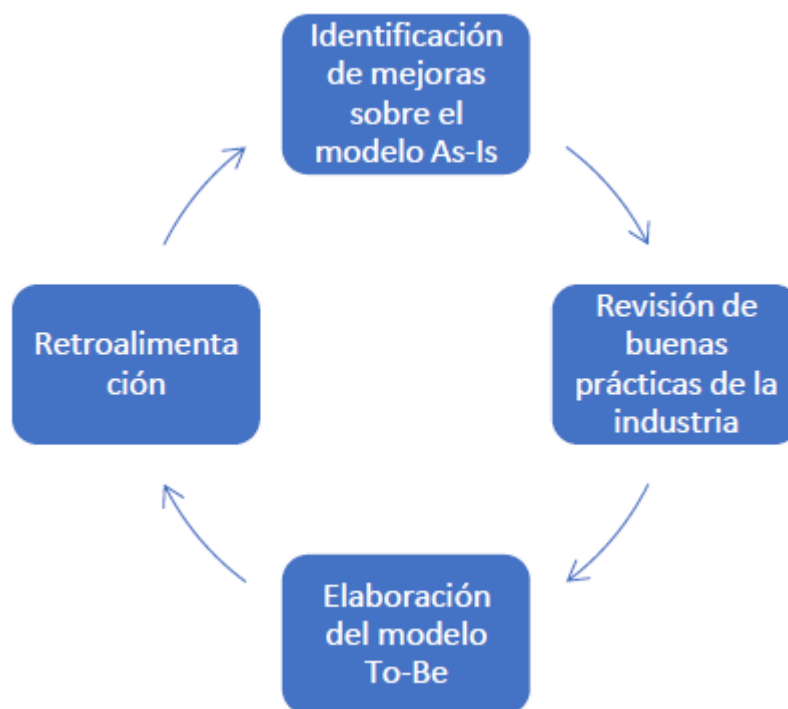 Identificación
de mejoras
sobre el
modelo As-Is
Revisión de
buenas
prácticas de la
industria
Elaboración
del modelo
To-Be
Retroalimenta
ción